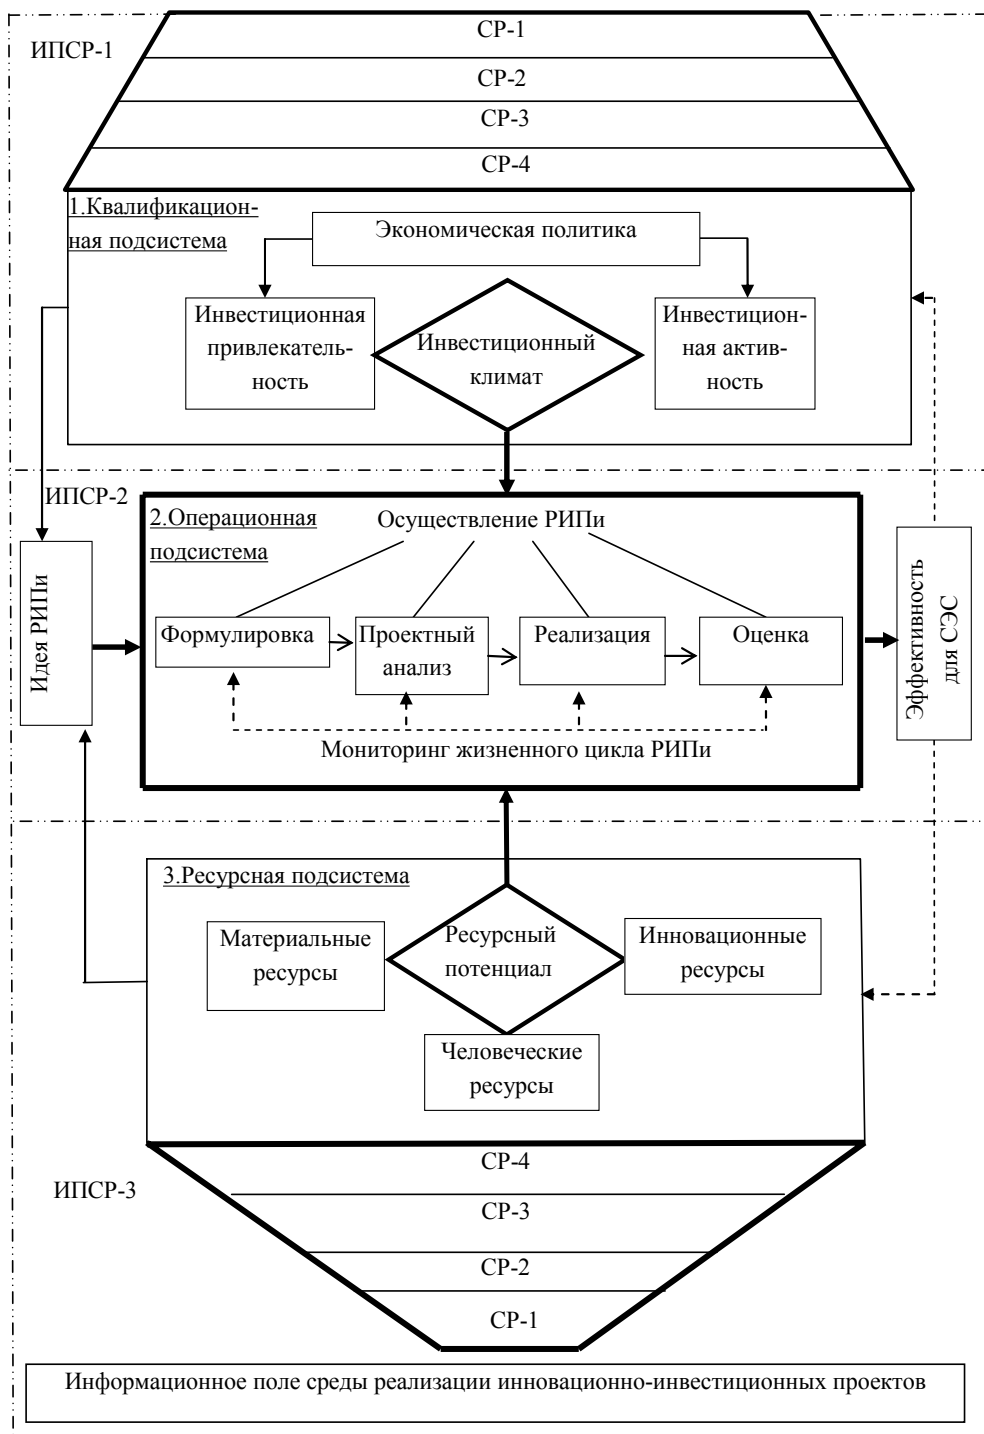 СР-1
ИПСР-1
СР-2
СР-3
СР-4
1.Квалификацион-
ная подсистема
Экономическая политика
Инвестиционная
привлекатель-
ность
Инвестиционный
климат
Инвестицион-
ная актив-
ность
ИПСР-2
2.Операционная
подсистема
Осуществление РИПи
Идея РИПи
Формулировка
Проектный
анализ
Реализация
Оценка
Мониторинг жизненного цикла РИПи
Эффективность
для СЭС
3.Ресурсная подсистема
Материальные
ресурсы
Ресурсный
потенциал
Инновационные
ресурсы
Человеческие
ресурсы
СР-4
ИПСР-3
СР-3
СР-2
СР-1
Информационное поле среды реализации инновационно-инвестиционных проектов